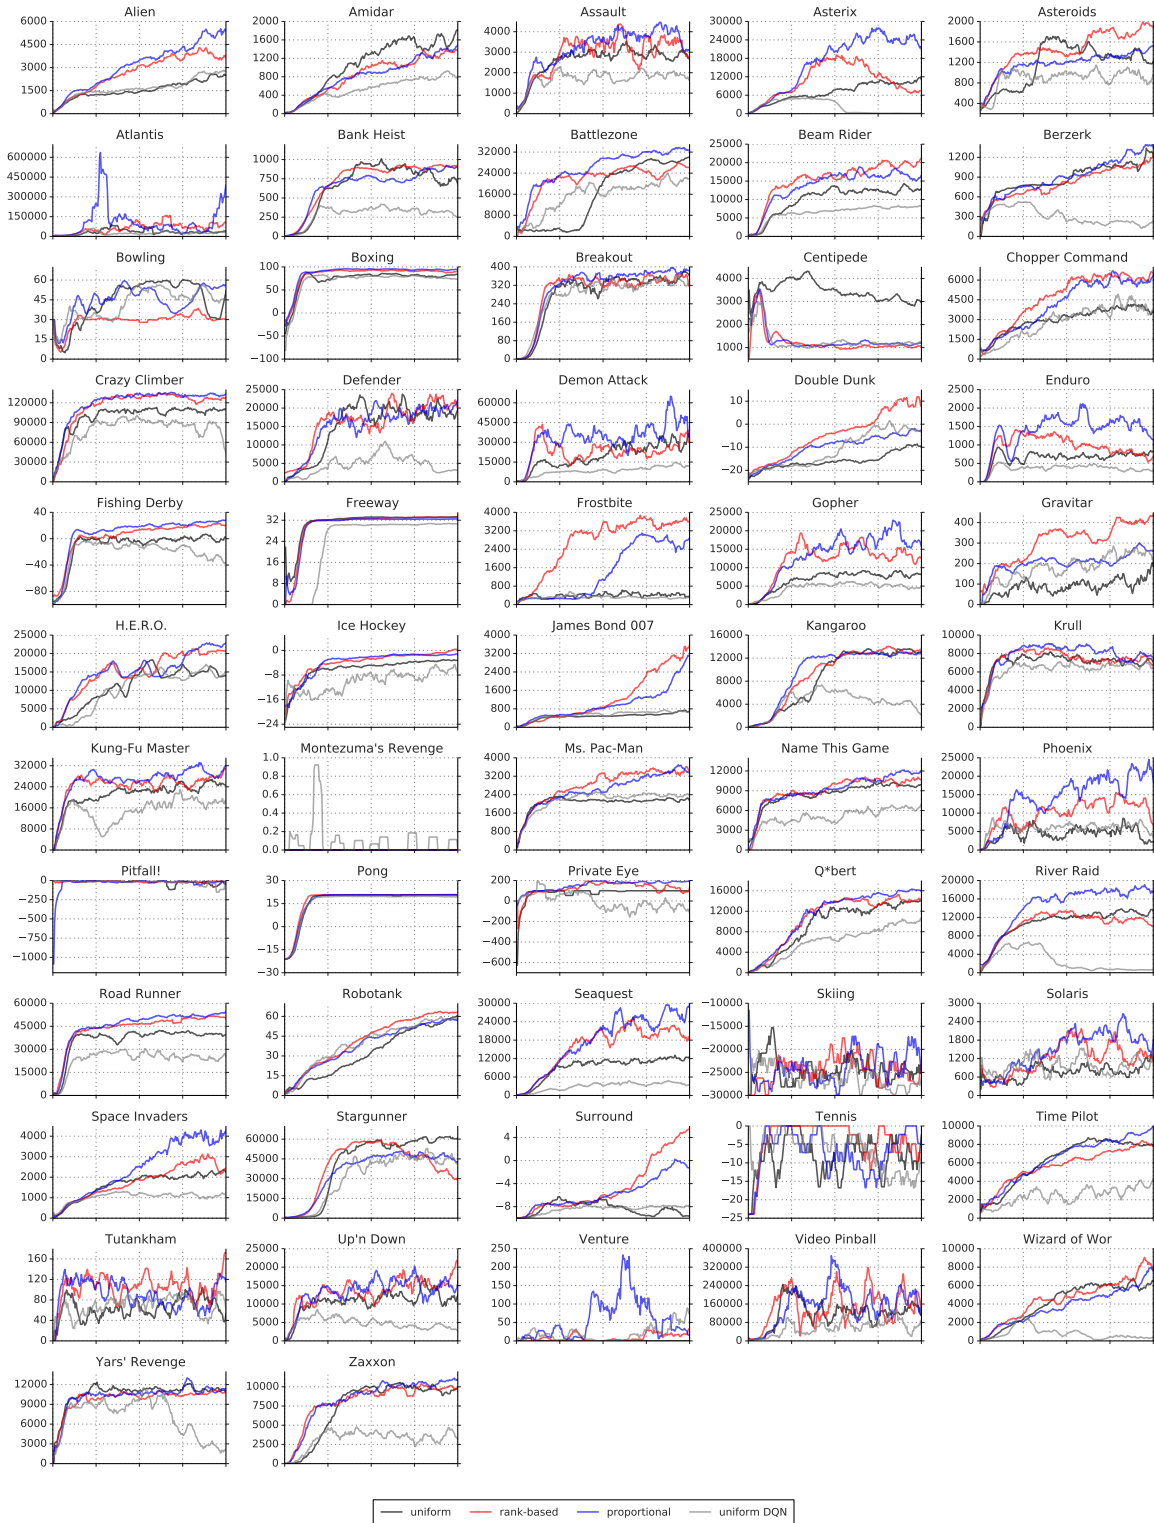 Alien
Amidar
Assault
Asterix
Asteroids
6000 4500 3000 1500 0
2000 1600 1200 800 400 0
4000 3000 2000 1000 0
30000 24000 18000 12000 6000 0
2000 1600 1200 800 400
Atlantis
Bank Heist
Battlezone
Beam Rider
Berzerk
600000 450000 300000 150000 0
1000 750 500 250 0
32000 24000 16000 8000 0
25000 20000 15000 10000 5000 0
1200 900 600 300 0
Bowling
Boxing
Breakout
Centipede
Chopper Command
60 45 30 15 0
100 50 0 −50 −100
400 320 240 160 80 0
4000 3000 2000 1000
6000 4500 3000 1500 0
Crazy Climber
Defender
Demon Attack
Double Dunk
Enduro
120000 90000 60000 30000 0
25000 20000 15000 10000 5000 0
60000 45000 30000 15000 0
10 0 −10 −20
2500 2000 1500 1000 500 0
Fishing Derby
Freeway
Frostbite
Gopher
Gravitar
40 0 −40 −80
32 24 16 8 0
4000 3200 2400 1600 800 0
25000 20000 15000 10000 5000 0
400 300 200 100 0
H.E.R.O.
Ice Hockey
James Bond 007
Kangaroo
Krull
25000 20000 15000 10000 5000 0
0 −8 −16 −24
4000 3200 2400 1600 800 0
16000 12000 8000 4000 0
10000 8000 6000 4000 2000 0
Kung-Fu Master
Montezuma's Revenge
Ms. Pac-Man
Name This Game
Phoenix
32000 24000 16000 8000 0
1.0 0.8 0.6 0.4 0.2 0.0
4000 3200 2400 1600 800 0
12000 9000 6000 3000 0
25000 20000 15000 10000 5000 0
Pitfall!
Pong
Private Eye
Q*bert
River Raid
0 −250 −500 −750 −1000
30 15 0 −15 −30
200 0 −200 −400 −600
16000 12000 8000 4000 0
20000 16000 12000 8000 4000 0
Road Runner
Robotank
Seaquest
Skiing
Solaris
60000 45000 30000 15000 0
60 45 30 15 0
30000 24000 18000 12000 6000 0
−10000 −15000 −20000 −25000 −30000
3000 2400 1800 1200 600 0
Space Invaders
Stargunner
Surround
Tennis
Time Pilot
4000 3000 2000 1000 0
60000 45000 30000 15000 0
4 0 −4 −8
0 −5 −10 −15 −20 −25
10000 8000 6000 4000 2000 0
Tutankham
Up'n Down
Venture
Video Pinball
Wizard of Wor
160 120 80 40 0
25000 20000 15000 10000 5000 0
250 200 150 100 50 0
400000 320000 240000 160000 80000 0
10000 8000 6000 4000 2000 0
Yars' Revenge
Zaxxon
12000 9000 6000 3000 0
10000 7500 5000 2500 0
uniform
rank-based
proportional
uniform DQN